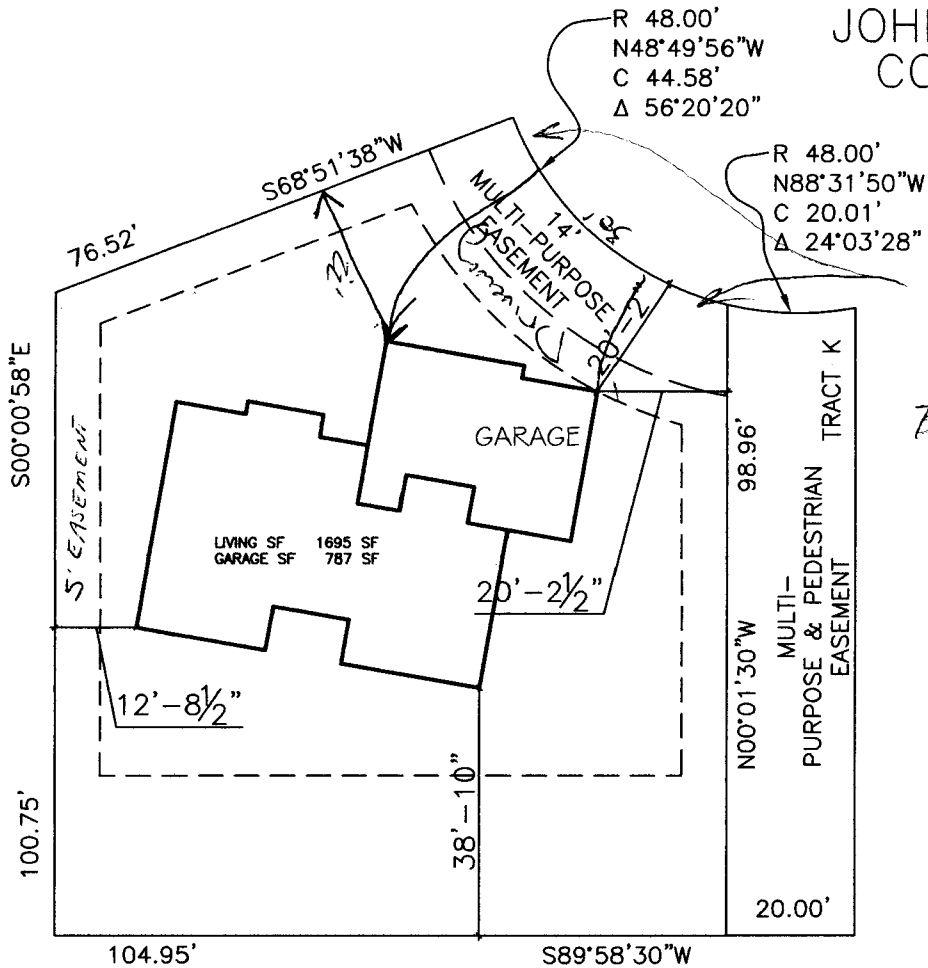 R 48.00'
N48°49'56"W
C 44.58'
Δ 56°20'20"
R 48.00'
N88°31'50"W
C 20.01'
Δ 24°03'28"
S68°51'38"W
76.52'
MULTI-PURPOSE
14'
EASEMENT
20'-2"
S00°00'58"E
GARAGE
TRACT K
98.96'
5' EASEMENT
LIVING SF 1695 SF
GARAGE SF 787 SF
20'-2½"
MULTI-
PURPOSE & PEDESTRIAN
EASEMENT
N00°01'30"W
12'-8½"
38'-10"
100.75'
20.00'
104.95'
S89°58'30"W